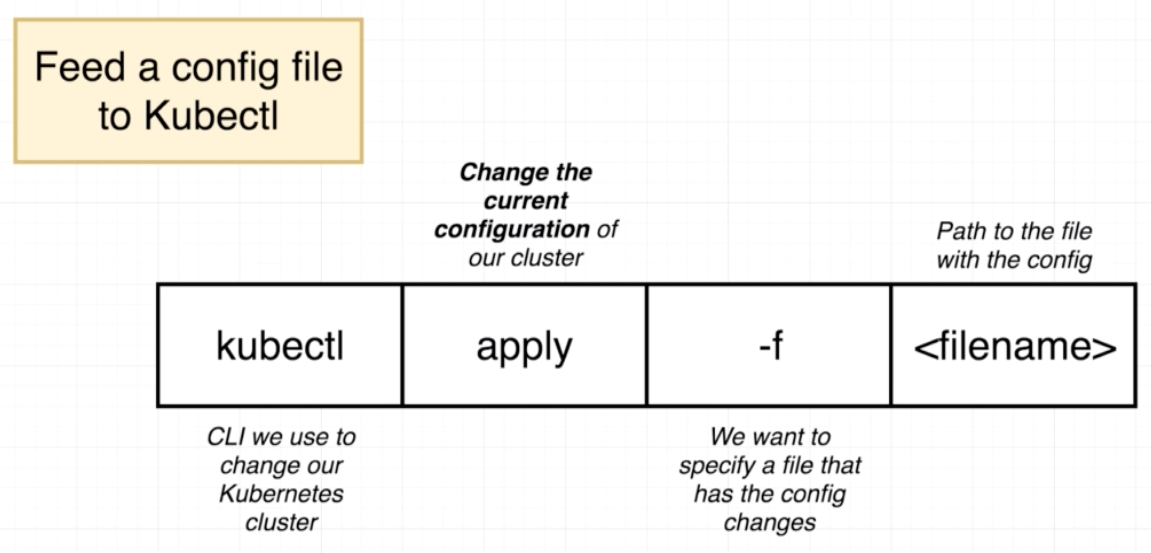 Feed a config file
to Kubectl
Change the
current
configuration of
our cluster
Path to the file
with the config
kubectl
apply
-f
<filename>
CLI we use to
change our
Kubernetes
cluster
We want to
specify a file that
has the config
changes